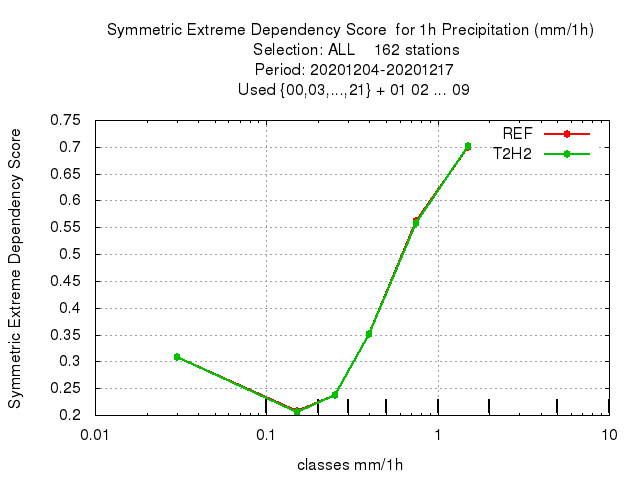 Symmetric Extreme Dependency Score  for 1h Precipitation (mm/1h)
Selection: ALL    162 stations
Period: 20201204-20201217
Used {00,03,...,21} + 01 02 ... 09
REF
T2H2
Symmetric Extreme Dependency Score
0.75
0.7
0.65
0.6
0.55
0.5
0.45
0.4
0.35
0.3
0.25
0.2
0.01 0.1 1 10
classes mm/1h